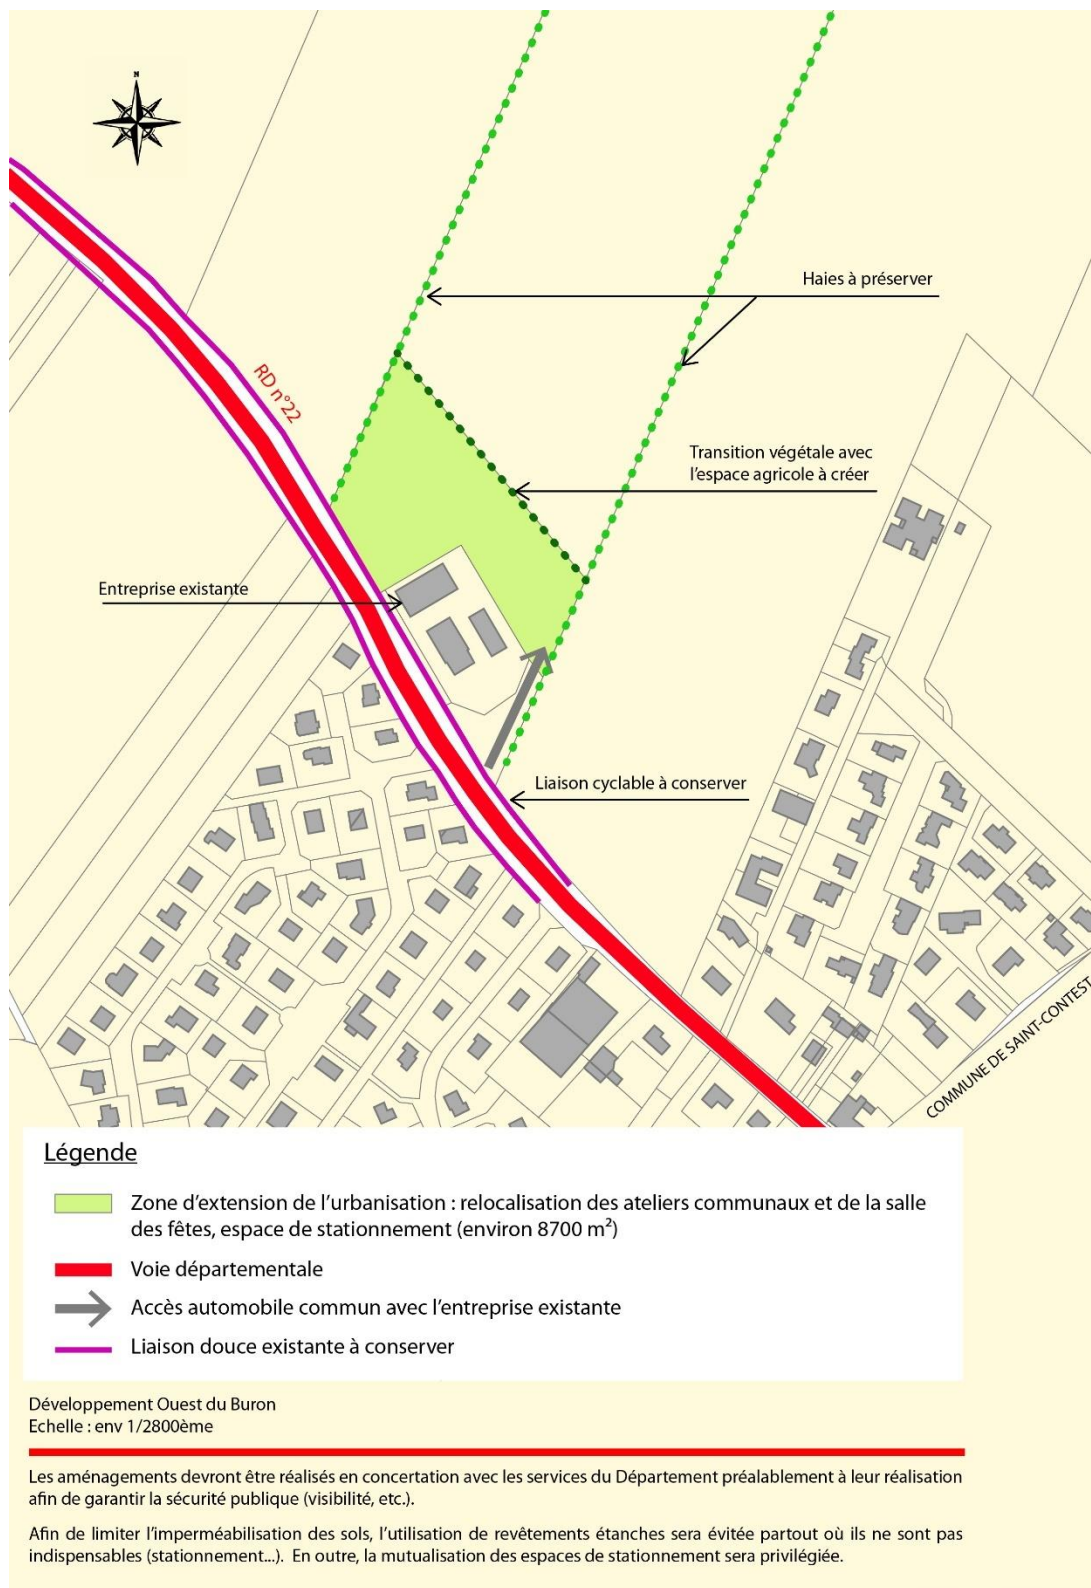 N
Haies à préserver
RD n°22
Transition végétale avec
l'espace agricole à créer
Entreprise existante
Liaison cyclable à conserver
COMMUNE DE SAINT-CONTEST
Légende
Zone d'extension de l'urbanisation : relocalisation des ateliers communaux et de la salle
des fêtes, espace de stationnement (environ 8700 m²)
Voie départementale
Accès automobile commun avec l'entreprise existante
Liaison douce existante à conserver
Développement Ouest du Buron
Echelle : env 1/2800ème
Les aménagements devront être réalisés en concertation avec les services du Département préalablement à leur réalisation
afin de garantir la sécurité publique (visibilité, etc.).
Afin de limiter l'imperméabilisation des sols, l'utilisation de revêtements étanches sera évitée partout où ils ne sont pas
indispensables (stationnement...). En outre, la mutualisation des espaces de stationnement sera privilégiée.